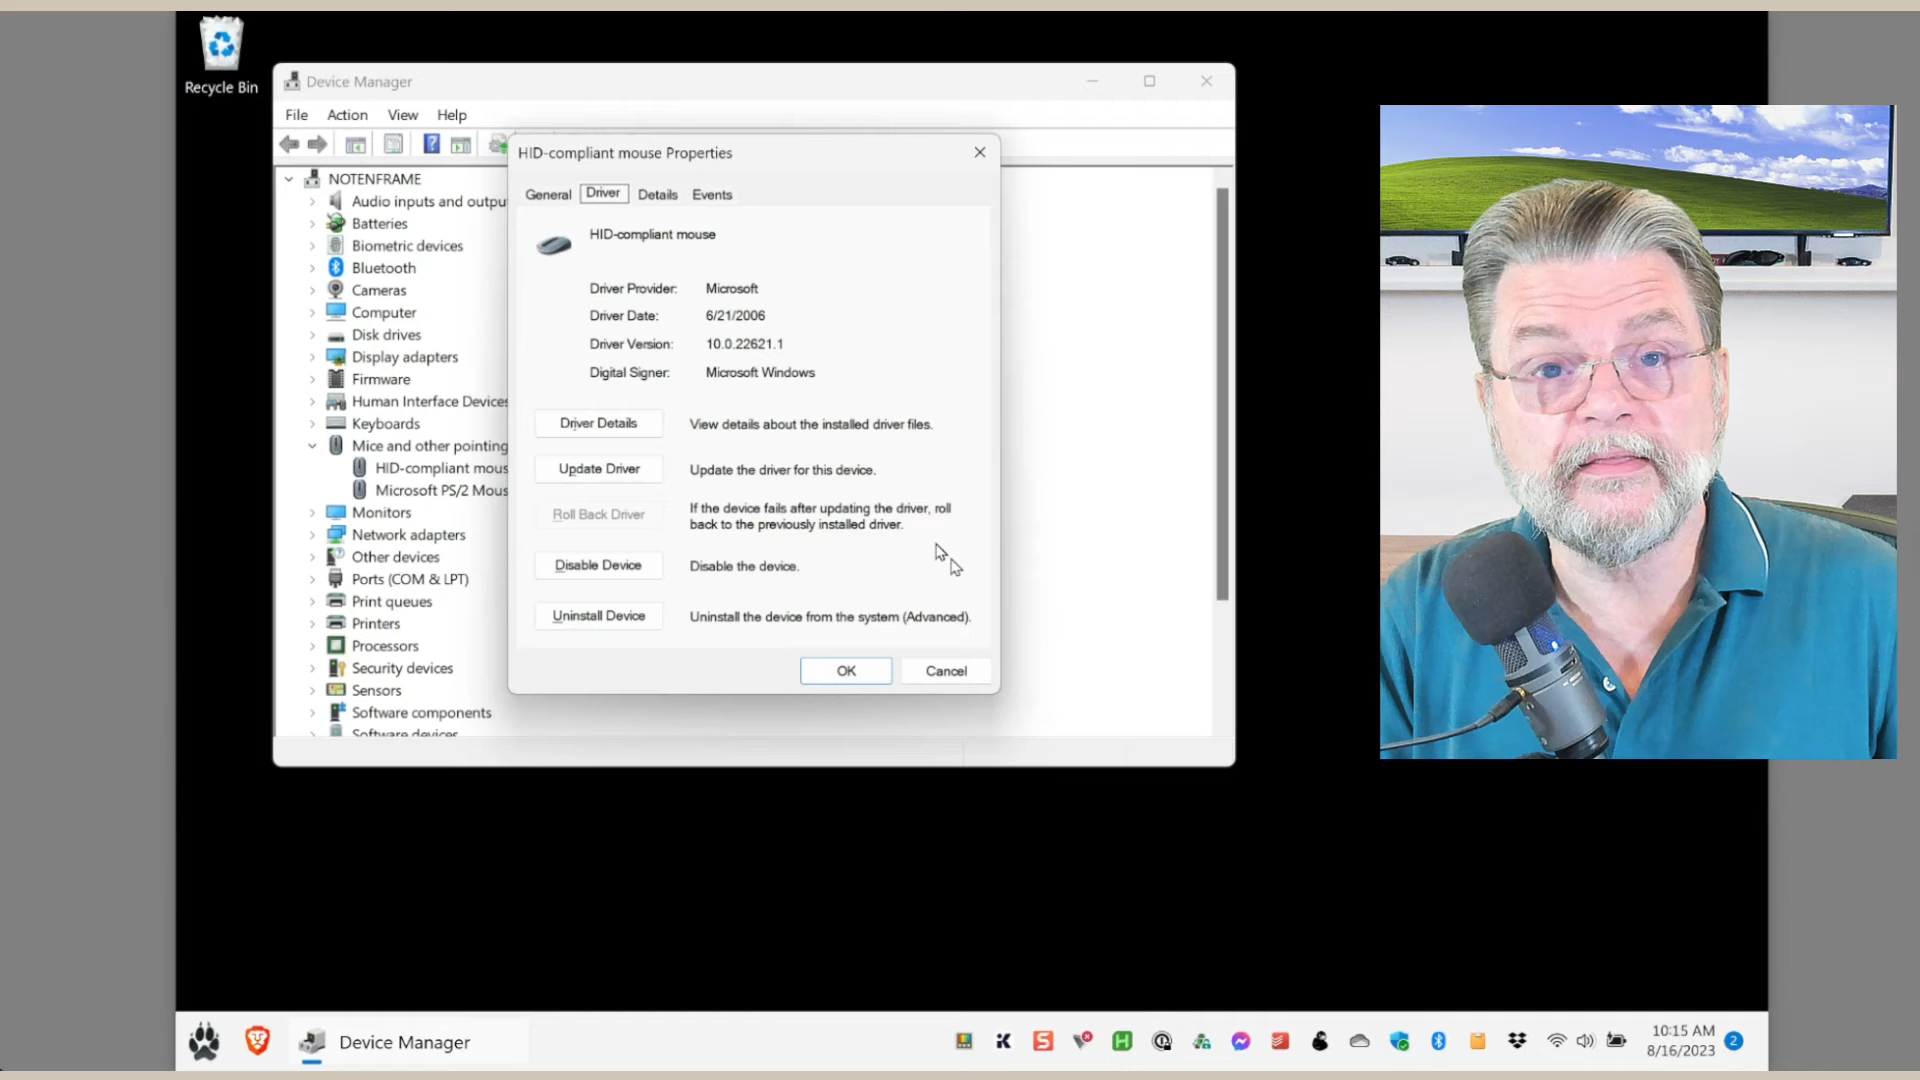 Recycle Bin
Device Manager
File Action View Help
NOTENFRAME
Audio inputs and outpu
Batteries
Biometric devices
Bluetooth
Cameras
Computer
Disk drives
Display adapters
Firmware
Human Interface Devices
Keyboards
Mice and other pointing
HID-compliant mous
Microsoft PS/2 Mous
Monitors
Network adapters
Other devices
Ports (COM & LPT)
Print queues
Printers
Processors
Security devices
Sensors
Software components
Software devices
HID-compliant mouse Properties
General Driver Details Events
HID-compliant mouse
Driver Provider: Microsoft
Driver Date: 6/21/2006
Driver Version: 10.0.22621.1
Digital Signer: Microsoft Windows
Driver Details View details about the installed driver files.
Update Driver Update the driver for this device.
Roll Back Driver If the device fails after updating the driver, roll
back to the previously installed driver.
Disable Device Disable the device.
Uninstall Device Uninstall the device from the system (Advanced).
OK Cancel
Device Manager
10:15 AM
8/16/2023
2